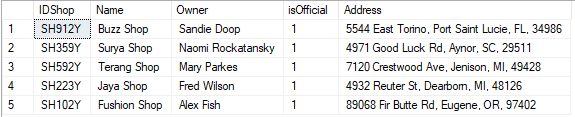 IDShop Name Owner isOfficial Address
1 SH912Y Buzz Shop Sandie Doop 1 5544 East Torino, Port Saint Lucie, FL, 34986
2 SH359Y Surya Shop Naomi Rockatansky 1 4971 Good Luck Rd, Aynor, SC, 29511
3 SH592Y Terang Shop Mary Parkes 1 7120 Crestwood Ave, Jenison, MI, 49428
4 SH223Y Jaya Shop Fred Wilson 1 4932 Reuter St, Dearborn, MI, 48126
5 SH102Y Fushion Shop Alex Fish 1 89068 Fir Butte Rd, Eugene, OR, 97402